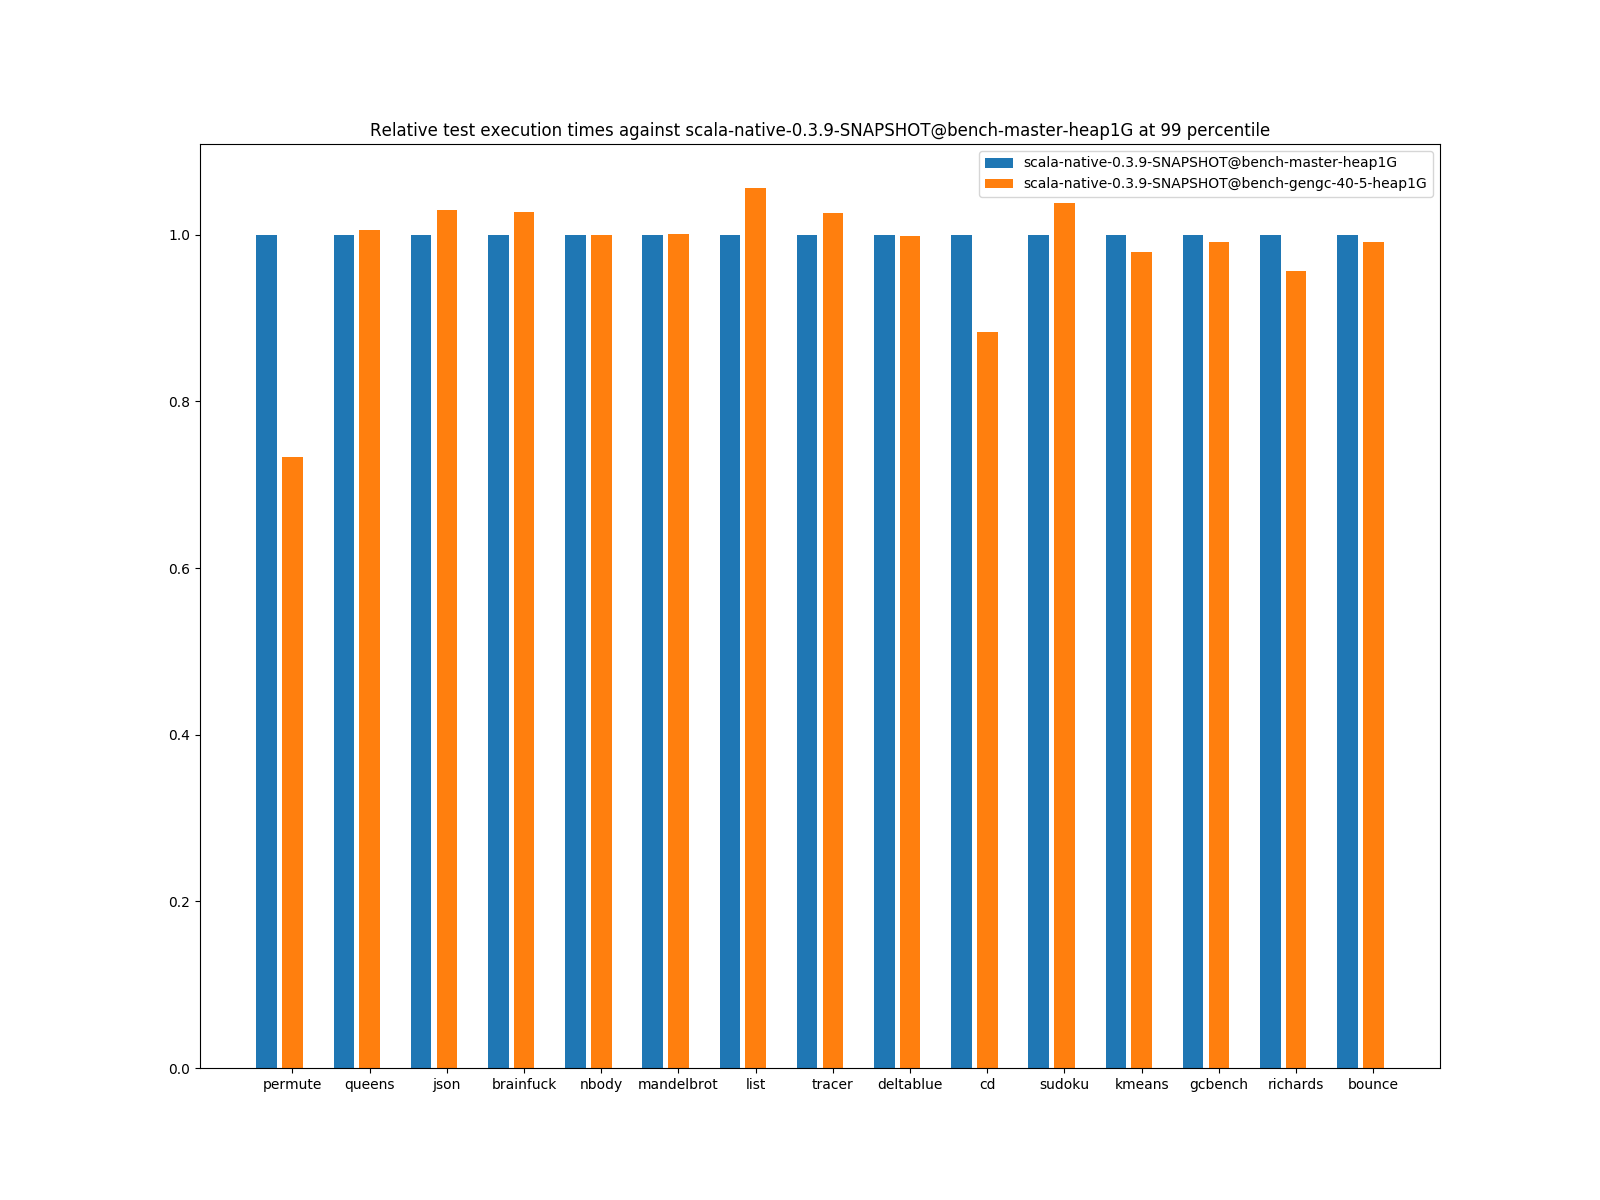 Relative test execution times against scala-native-0.3.9-SNAPSHOT@bench-master-heap1G at 99 percentile
scala-native-0.3.9-SNAPSHOT@bench-master-heap1G
scala-native-0.3.9-SNAPSHOT@bench-gengc-40-5-heap1G
1.0
0.8
0.6
0.4
0.2
0.0
permute queens json brainfuck nbody mandelbrot list tracer deltablue cd sudoku kmeans gcbench richards bounce